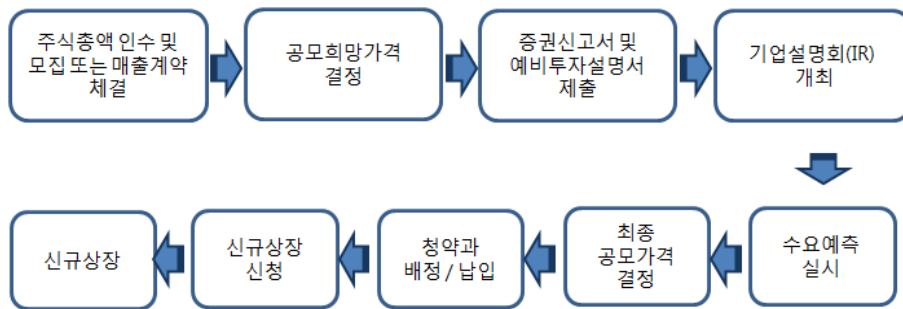 주식총액 인수 및
모집 또는 매출계약
체결
공모희망가격
결정
증권신고서 및
예비투자설명서
제출
기업설명회(IR)
개최
수요예측
실시
최종
공모가격
결정
청약과
배정 / 납입
신규상장
신청
신규상장